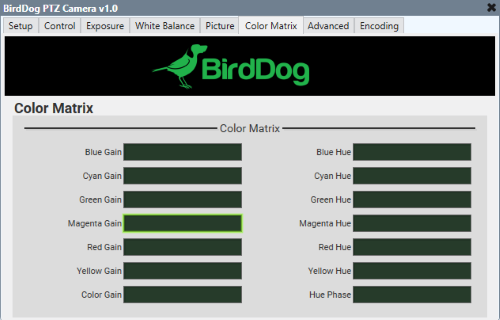 BirdDog PTZ Camera v1.0
Setup Control Exposure White Balance Picture Color Matrix Advanced Encoding
BirdDog
Color Matrix
Color Matrix
Blue Gain Blue Hue
Cyan Gain Cyan Hue
Green Gain Green Hue
Magenta Gain Magenta Hue
Red Gain Red Hue
Yellow Gain Yellow Hue
Color Gain Hue Phase